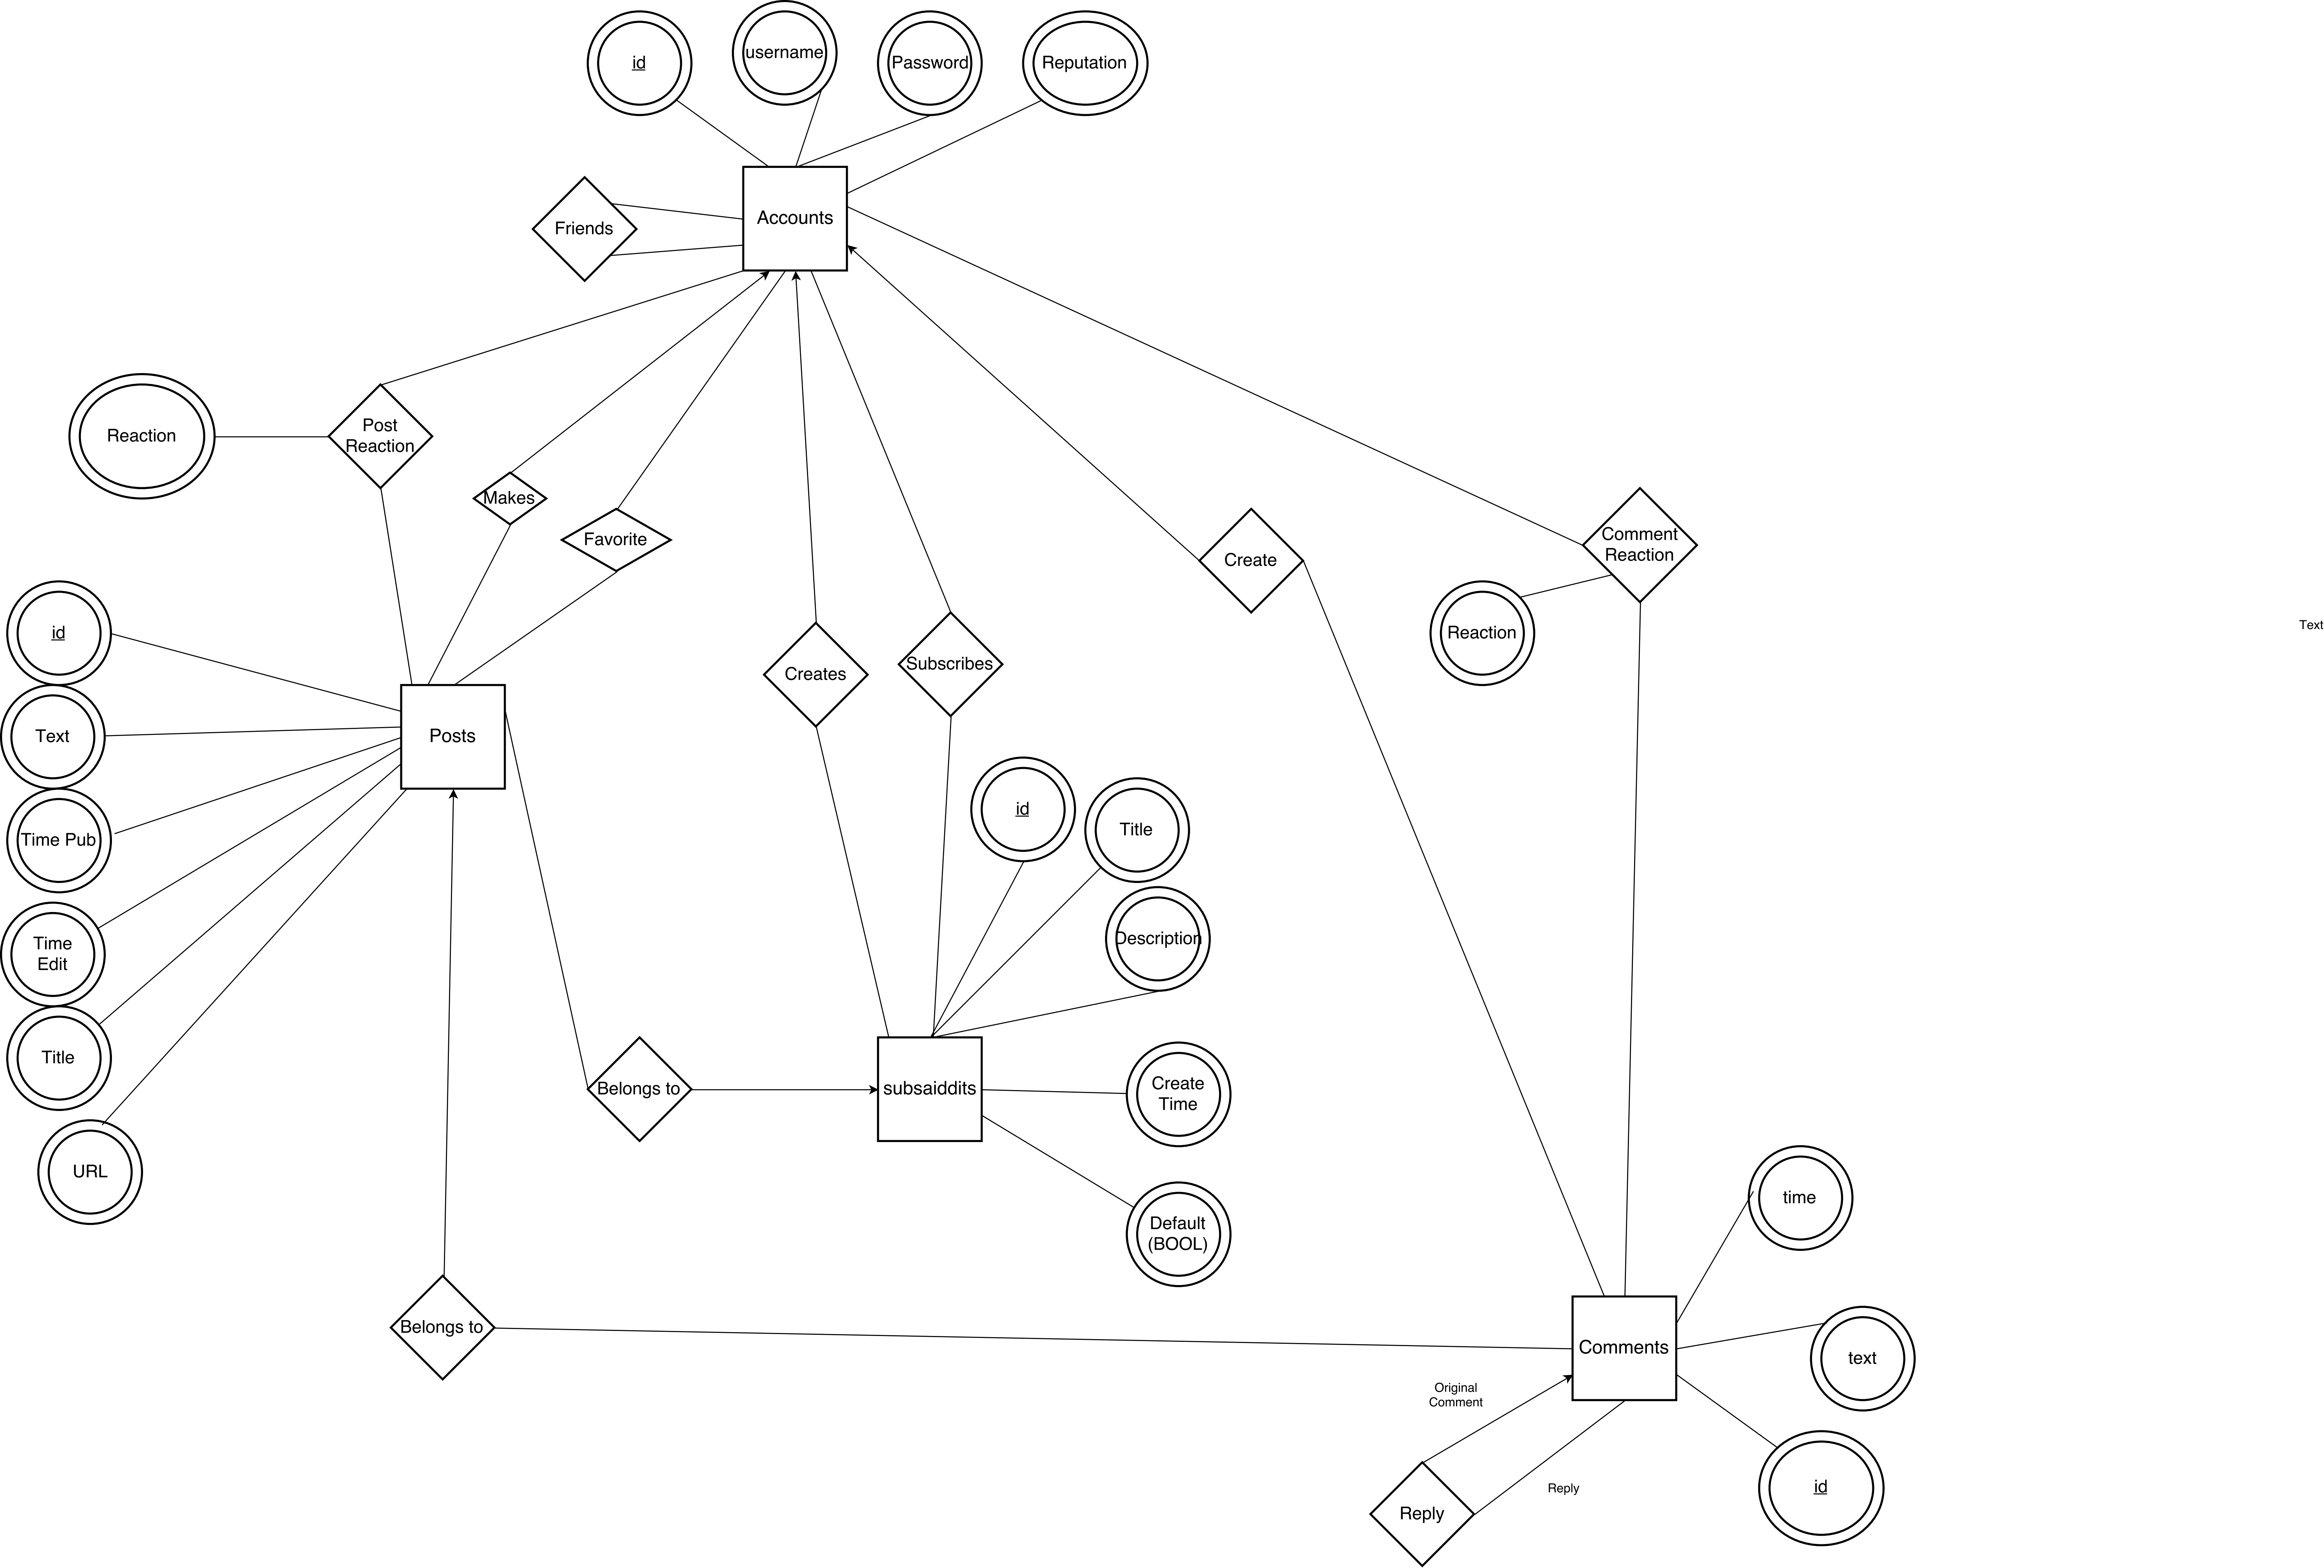 id
username
Password
Reputation
Friends
Accounts
Reaction
Post
Reaction
Makes
Favorite
Create
Comment
Reaction
Reaction
Text
id
Text
Time Pub
Time
Edit
Title
URL
Posts
Creates
Subscribes
id
Title
Description
Belongs to
subsaiddits
Create
Time
Default
(BOOL)
time
Belongs to
Comments
text
Original
Comment
id
Reply
Reply